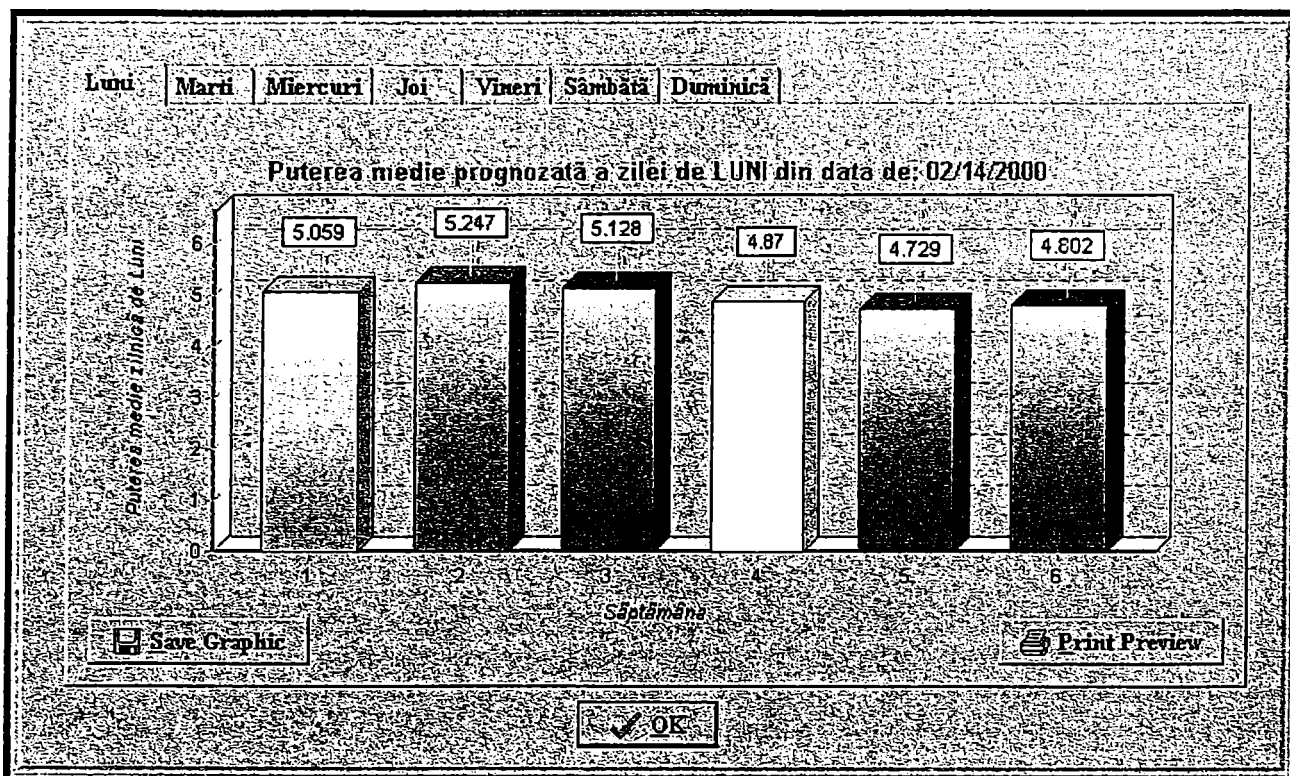 Luni Marti Miercuri Joi Vineri Sâmbătă Duminică
Puterea medie prognozată a zilei de LUNI din data de: 02/14/2000
Puterea medie zilnică de Luni
6
5
4
3
2
1
0
5.059 5.247 5.128 4.87 4.729 4.802
1 2 3 4 5 6
Săptămâna
Save Graphic Print Preview
OK